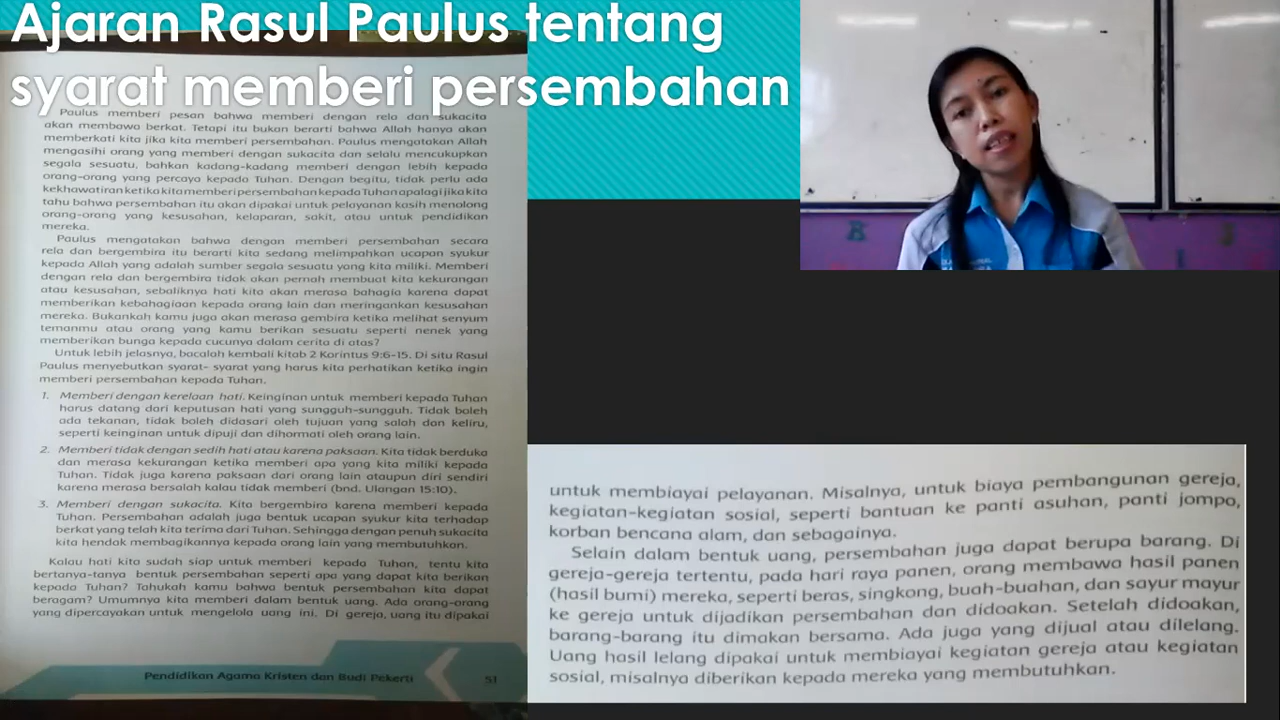 Ajaran Rasul Paulus tentang
syarat memberi persembahan
Paulus memberi pesan bahwa memberi dengan rela dan sukacita
akan membawa berkat. Tetapi itu bukan berarti bahwa Allah hanya akan
memberkati kita jika kita memberi persembahan. Paulus mengatakan Allah
mengasihi orang yang memberi dengan sukacita dan selalu mencukupkan
segala sesuatu, bahkan kadang-kadang memberi dengan lebih kepada
orang-orang yang percaya kepada Tuhan. Dengan begitu, tidak perlu ada
kekhawatiran ketika kita memberi persembahan kepada Tuhan apalagi jika kita
tahu bahwa persembahan itu akan dipakai untuk pelayanan kasih menolong
orang-orang yang kesusahan, kelaparan, sakit, atau untuk pendidikan
mereka.
Paulus mengatakan bahwa dengan memberi persembahan secara
rela dan bergembira itu berarti kita sedang melimpahkan ucapan syukur
kepada Allah yang adalah sumber segala sesuatu yang kita miliki. Memberi
dengan rela dan bergembira tidak akan pernah membuat kita kekurangan
atau kesusahan, sebaliknya hati kita akan merasa bahagia karena dapat
memberikan kebahagiaan kepada orang lain dan meringankan kesusahan
mereka. Bukankah kamu juga akan merasa gembira ketika melihat senyum
temanmu atau orang yang kamu berikan sesuatu seperti nenek yang
memberikan bunga kepada cucunya dalam cerita di atas?
Untuk lebih jelasnya, bacalah kembali kitab 2 Korintus 9:6-15. Di situ Rasul
Paulus menyebutkan syarat- syarat yang harus kita perhatikan ketika ingin
memberi persembahan kepada Tuhan.
1. Memberi dengan kerelaan hati. Keinginan untuk memberi kepada Tuhan
harus datang dari keputusan hati yang sungguh-sungguh. Tidak boleh
ada tekanan, tidak boleh didasari oleh tujuan yang salah dan keliru,
seperti keinginan untuk dipuji dan dihormati oleh orang lain.
2. Memberi tidak dengan sedih hati atau karena paksaan. Kita tidak berduka
dan merasa kekurangan ketika memberi apa yang kita miliki kepada
Tuhan. Tidak juga karena paksaan dari orang lain ataupun diri sendiri
karena merasa bersalah kalau tidak memberi (bnd. Ulangan 15:10).
3. Memberi dengan sukacita. Kita bergembira karena memberi kepada
Tuhan. Persembahan adalah juga bentuk ucapan syukur kita terhadap
berkat yang telah kita terima dari Tuhan. Sehingga dengan penuh sukacita
kita hendak membagikannya kepada orang lain yang membutuhkan.
Kalau hati kita sudah siap untuk memberi kepada Tuhan, tentu kita
bertanya-tanya bentuk persembahan seperti apa yang dapat kita berikan
kepada Tuhan? Tahukah kamu bahwa bentuk persembahan kita dapat
beragam? Umumnya kita memberi dalam bentuk uang. Ada orang-orang
yang dipercayakan untuk mengelola uang ini. Di gereja, uang itu dipakai
Pendidikan Agama Kristen dan Budi Pekerti 51
untuk membiayai pelayanan. Misalnya, untuk biaya pembangunan gereja,
kegiatan-kegiatan sosial, seperti bantuan ke panti asuhan, panti jompo,
korban bencana alam, dan sebagainya.
Selain dalam bentuk uang, persembahan juga dapat berupa barang. Di
gereja-gereja tertentu, pada hari raya panen, orang membawa hasil panen
(hasil bumi) mereka, seperti beras, singkong, buah-buahan, dan sayur mayur
ke gereja untuk dijadikan persembahan dan didoakan. Setelah didoakan,
barang-barang itu dimakan bersama. Ada juga yang dijual atau dilelang.
Uang hasil lelang dipakai untuk membiayai kegiatan gereja atau kegiatan
sosial, misalnya diberikan kepada mereka yang membutuhkan.